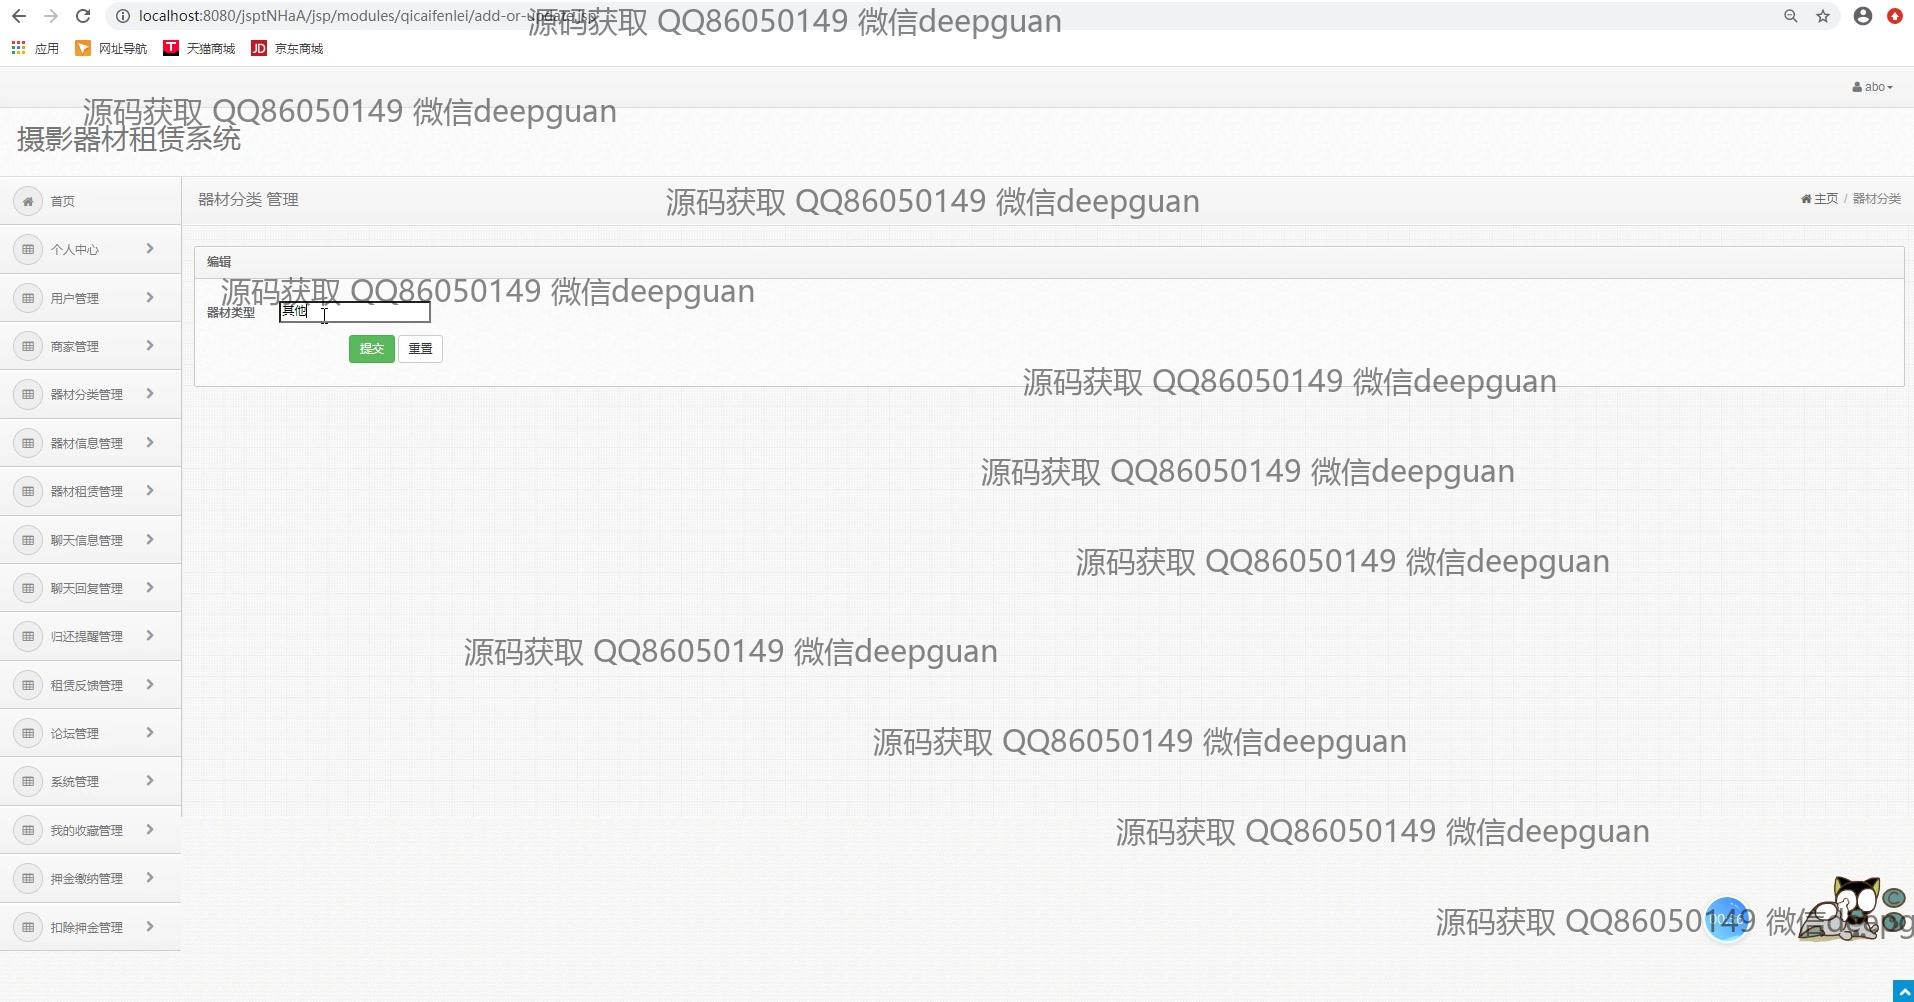 localhost:8080/jsptNHaA/jsp/modules/qicaifenlei/add-or-update.jsp
源码获取 QQ86050149 微信deepguan
应用 网址导航 天猫商城 京东商城
abo
源码获取 QQ86050149 微信deepguan
摄影器材租赁系统
首页
器材分类 管理
源码获取 QQ86050149 微信deepguan
主页 / 器材分类
个人中心
编辑
用户管理
源码获取 QQ86050149 微信deepguan
器材类型 其他
商家管理
提交 重置
器材分类管理
源码获取 QQ86050149 微信deepguan
器材信息管理
源码获取 QQ86050149 微信deepguan
器材租赁管理
聊天信息管理
源码获取 QQ86050149 微信deepguan
聊天回复管理
归还提醒管理
源码获取 QQ86050149 微信deepguan
租赁反馈管理
论坛管理
源码获取 QQ86050149 微信deepguan
系统管理
我的收藏管理
源码获取 QQ86050149 微信deepguan
押金缴纳管理
扣除押金管理
源码获取 QQ86050149 微信deepg